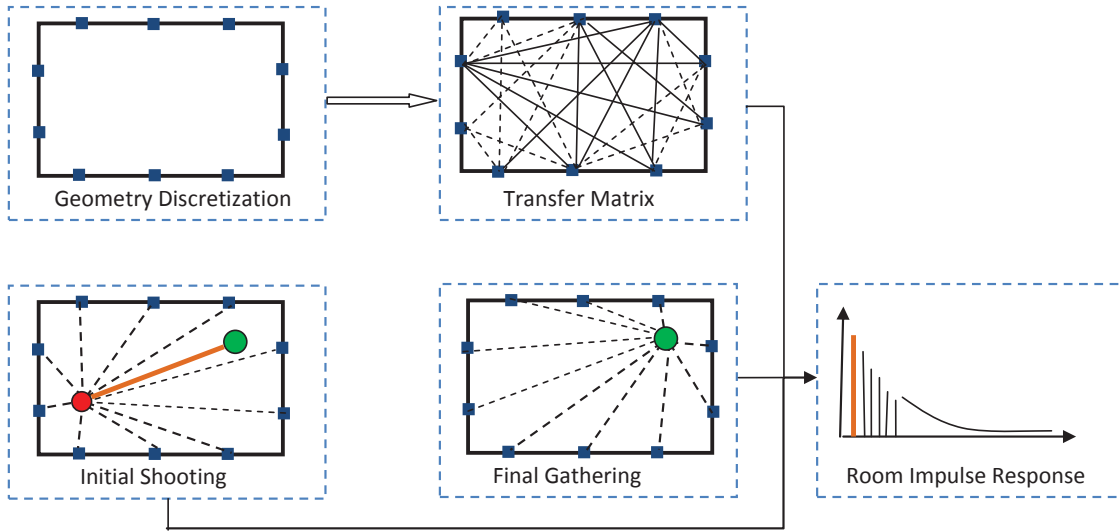 Geometry Discretization
Transfer Matrix
Initial Shooting
Final Gathering
Room Impulse Response